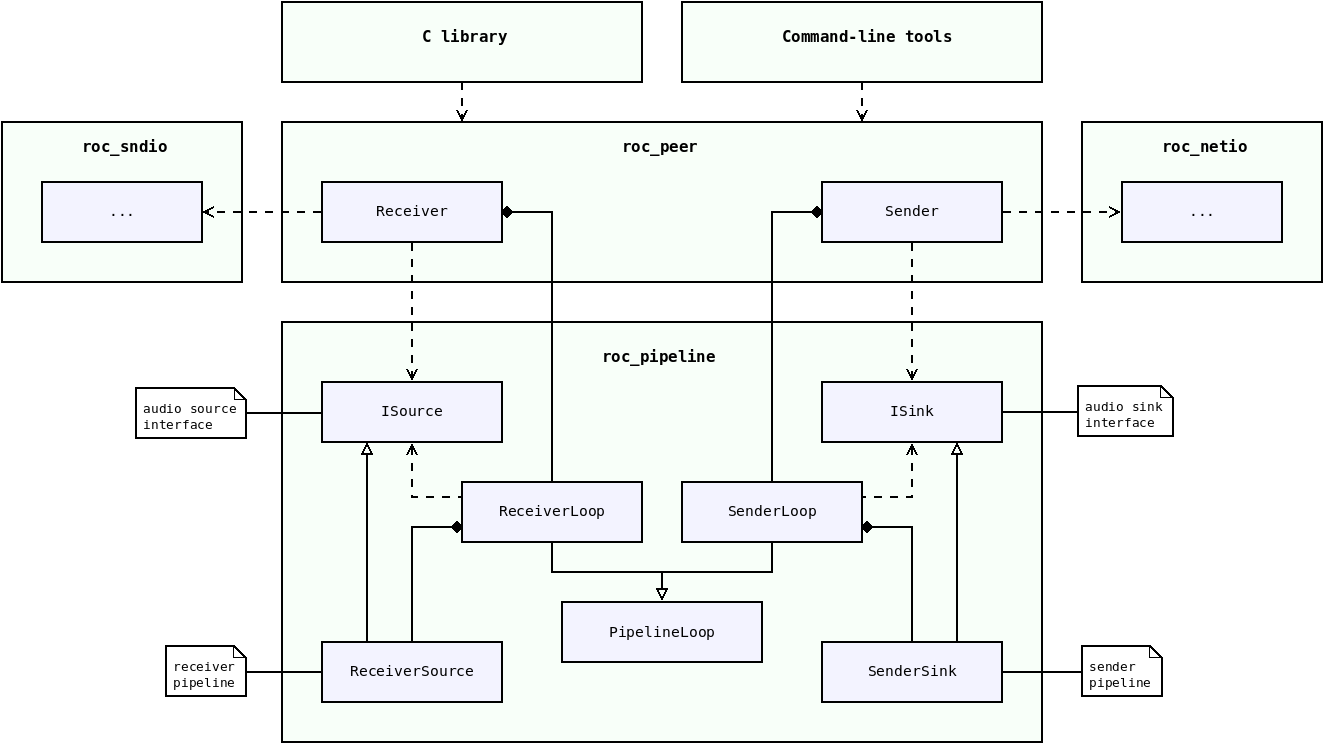 C library
Command-line tools
roc_sndio
roc_peer
roc_netio
...
Receiver
Sender
...
roc_pipeline
audio source
interface
ISource
ISink
audio sink
interface
ReceiverLoop
SenderLoop
PipelineLoop
receiver
pipeline
ReceiverSource
SenderSink
sender
pipeline